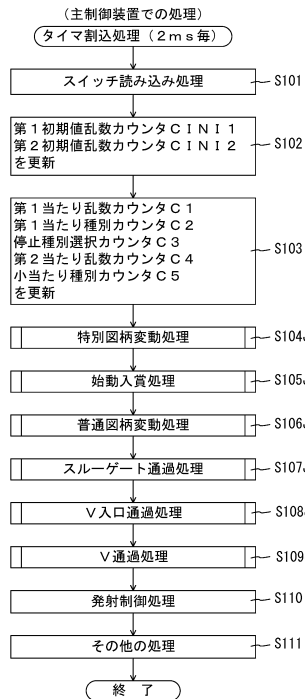 （主制御装置での処理）
タイマ割込処理（２ｍｓ毎）
スイッチ読み込み処理
S101
第１初期値乱数カウンタＣＩＮＩ１
第２初期値乱数カウンタＣＩＮＩ２
を更新
S102
第１当たり乱数カウンタＣ１
第１当たり種別カウンタＣ２
停止種別選択カウンタＣ３
第２当たり乱数カウンタＣ４
小当たり種別カウンタＣ５
を更新
S103
特別図柄変動処理
S104J
始動入賞処理
S105J
普通図柄変動処理
S106J
スルーゲート通過処理
S107J
Ｖ入口通過処理
S108J
Ｖ通過処理
S109
発射制御処理
S110
その他の処理
S111
終　了